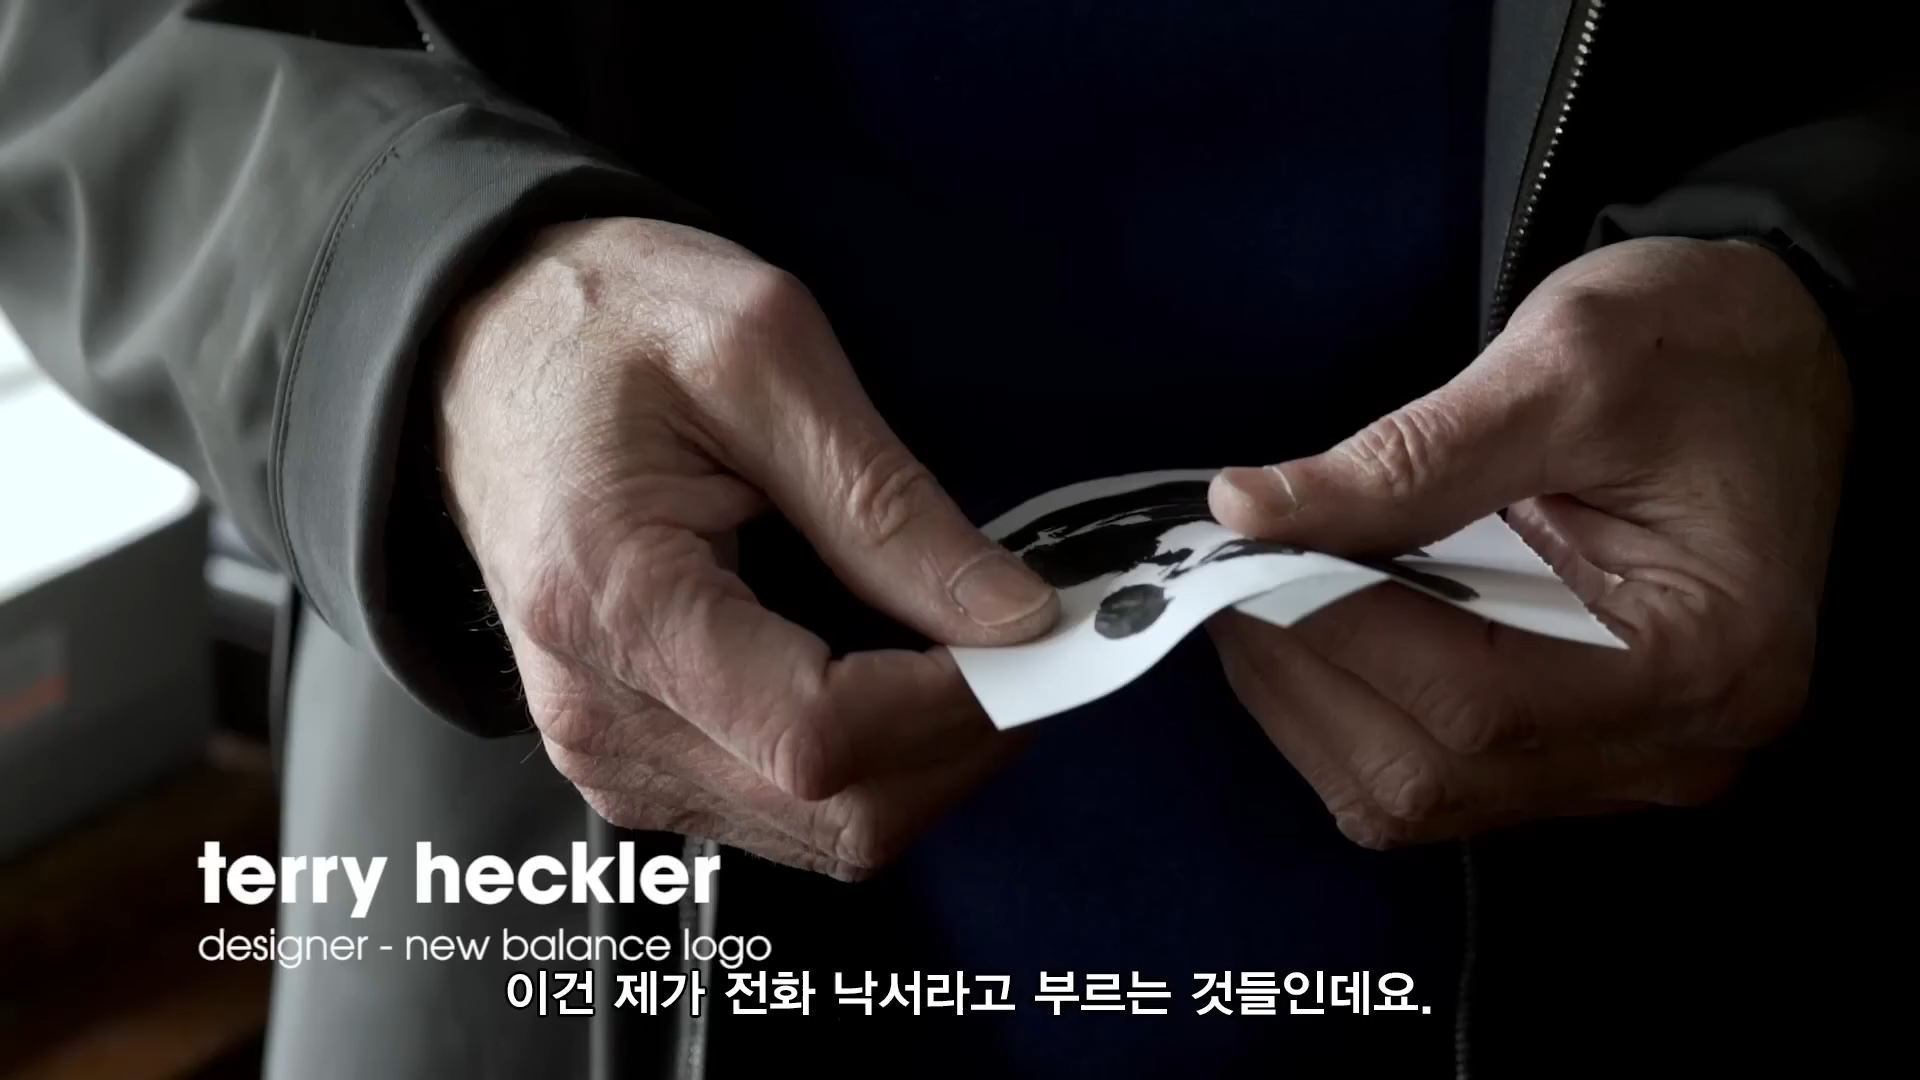 terry heckler
designer - new balance logo
이건 제가 전화 낙서라고 부르는 것들인데요.